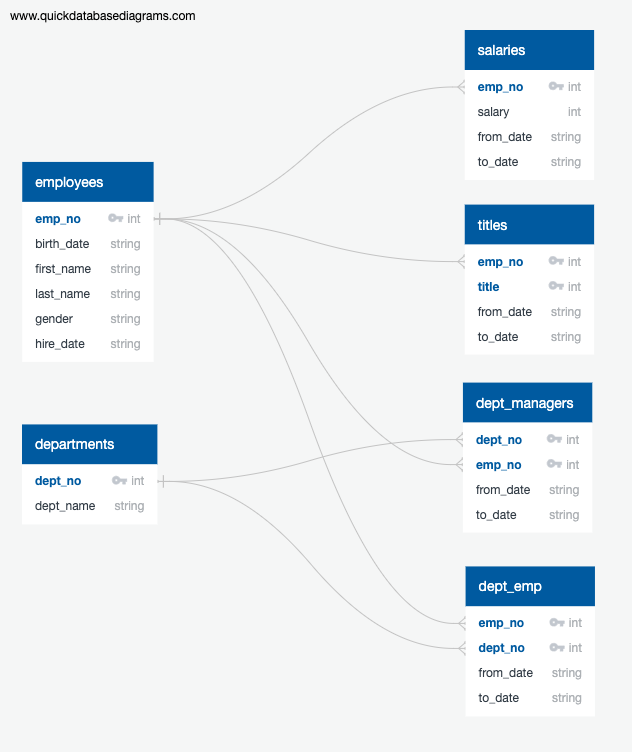 www.quickdatabasediagrams.com
employees
emp_no int
birth_date string
first_name string
last_name string
gender string
hire_date string
departments
dept_no int
dept_name string
salaries
emp_no int
salary int
from_date string
to_date string
titles
emp_no int
title int
from_date string
to_date string
dept_managers
dept_no int
emp_no int
from_date string
to_date string
dept_emp
emp_no int
dept_no int
from_date string
to_date string